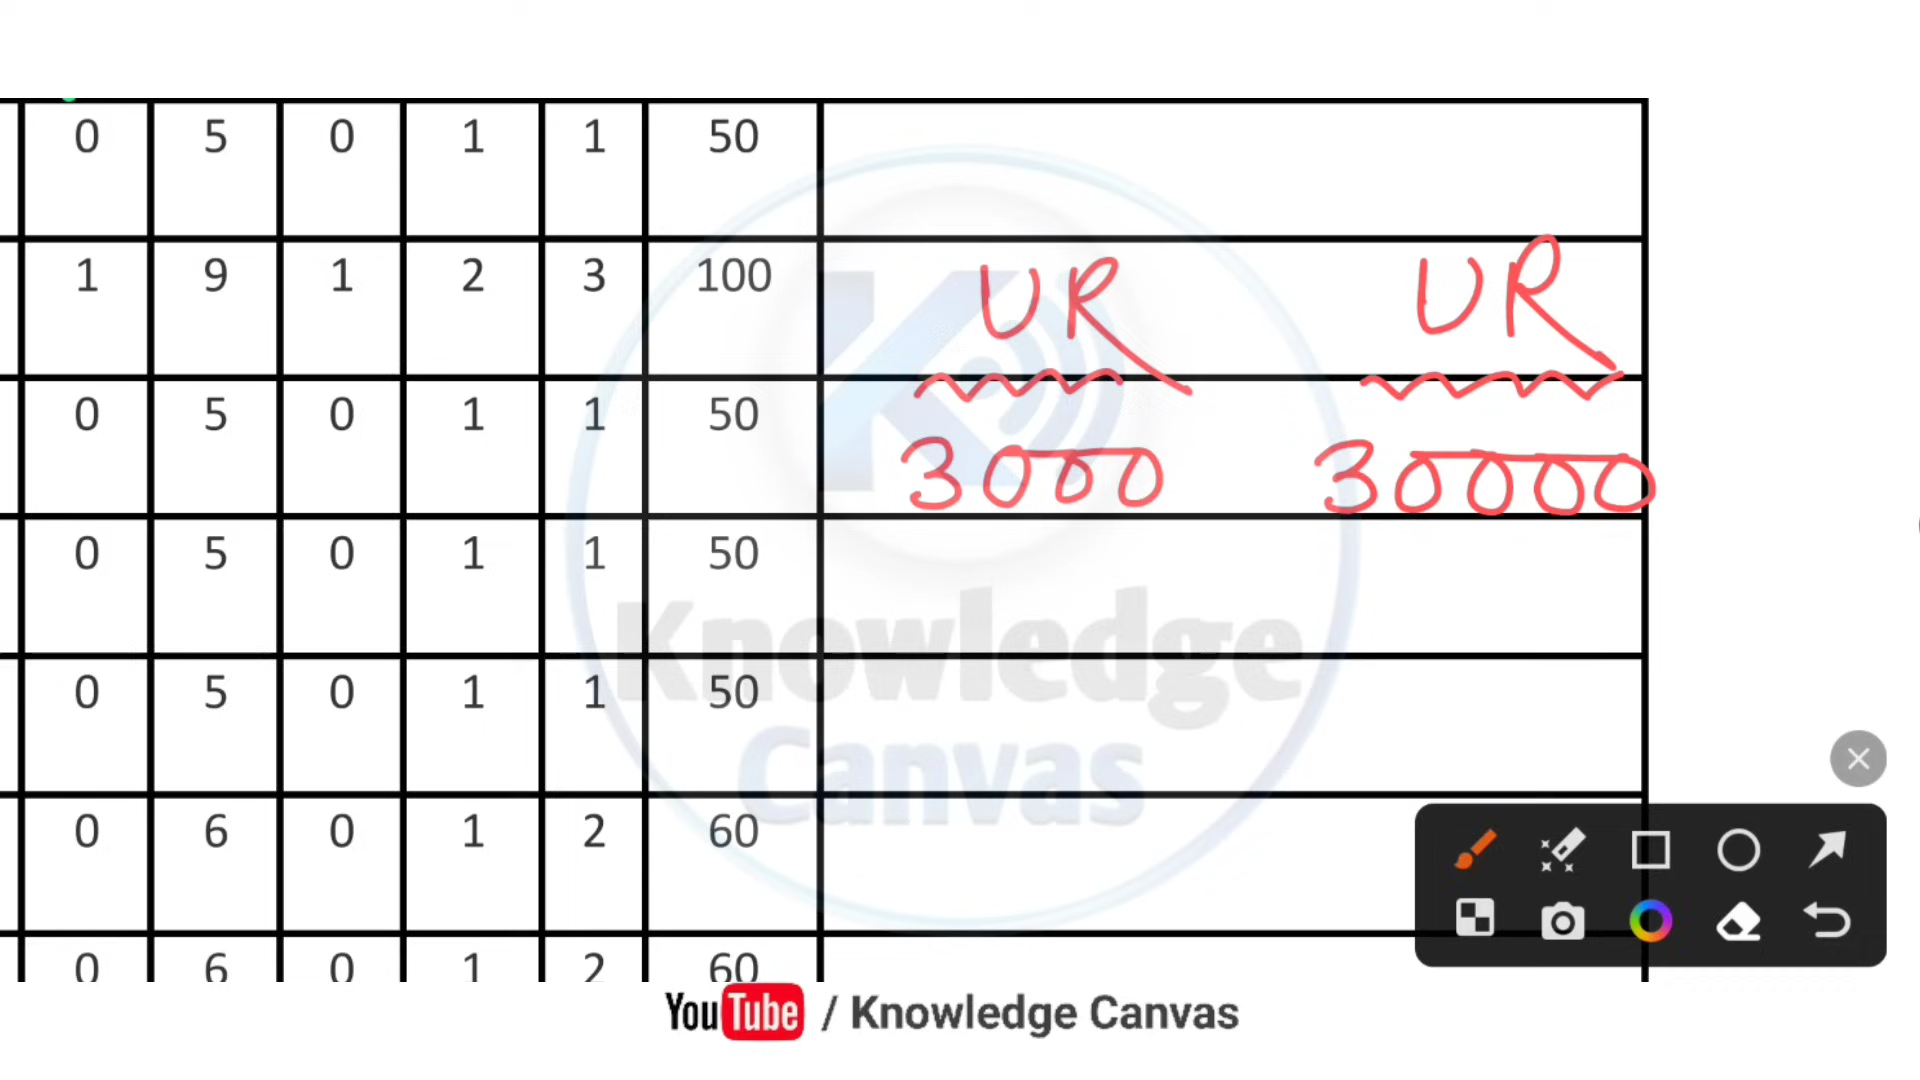 0 5 0 1 1 50
1 9 1 2 3 100 UR UR
0 5 0 1 1 50 3000 30000
0 5 0 1 1 50
Knowledge
0 5 0 1 1 50
Canvas
0 6 0 1 2 60
0 6 0 1 2 60
YouTube / Knowledge Canvas